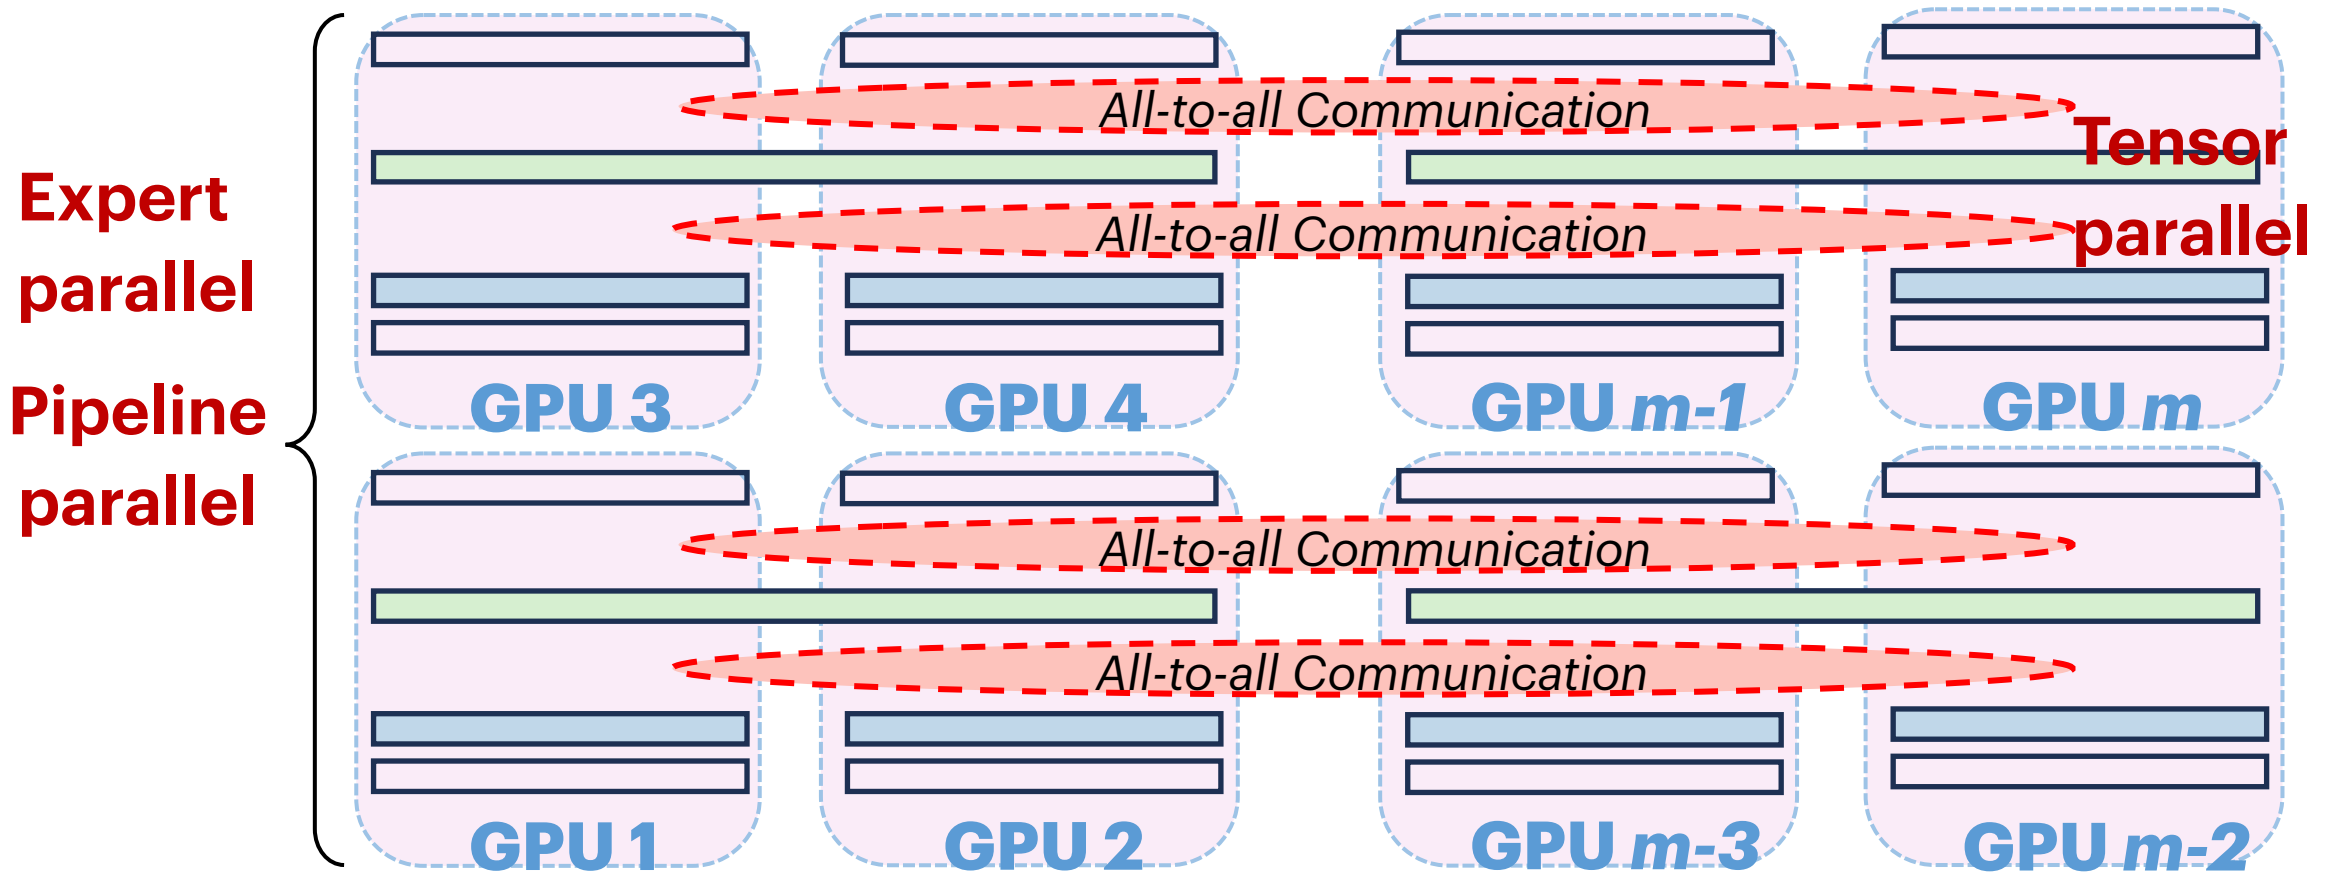 All-to-all Communication
Tensor
parallel
Expert
parallel
All-to-all Communication
GPU 3
GPU 4
GPU m-1
GPU m
Pipeline
parallel
All-to-all Communication
All-to-all Communication
GPU 1
GPU 2
GPU m-3
GPU m-2